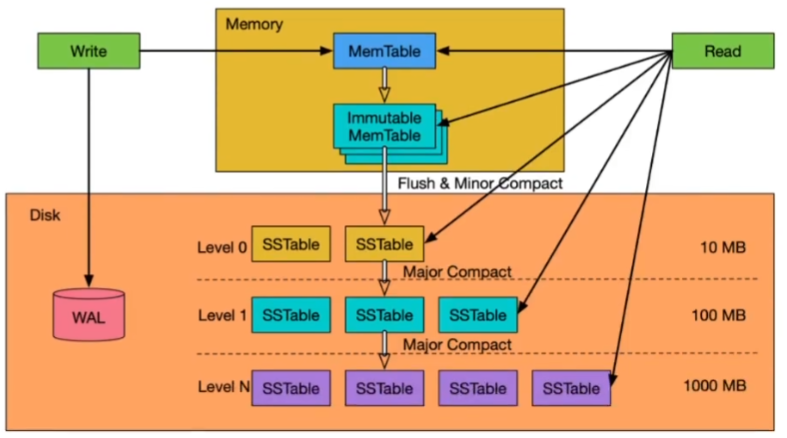 Memory
Write
MemTable
Read
Immutable
MemTable
Flush & Minor Compact
Disk
Level 0
SSTable
SSTable
10 MB
Major Compact
WAL
Level 1
SSTable
SSTable
SSTable
100 MB
Major Compact
Level N
SSTable
SSTable
SSTable
SSTable
1000 MB